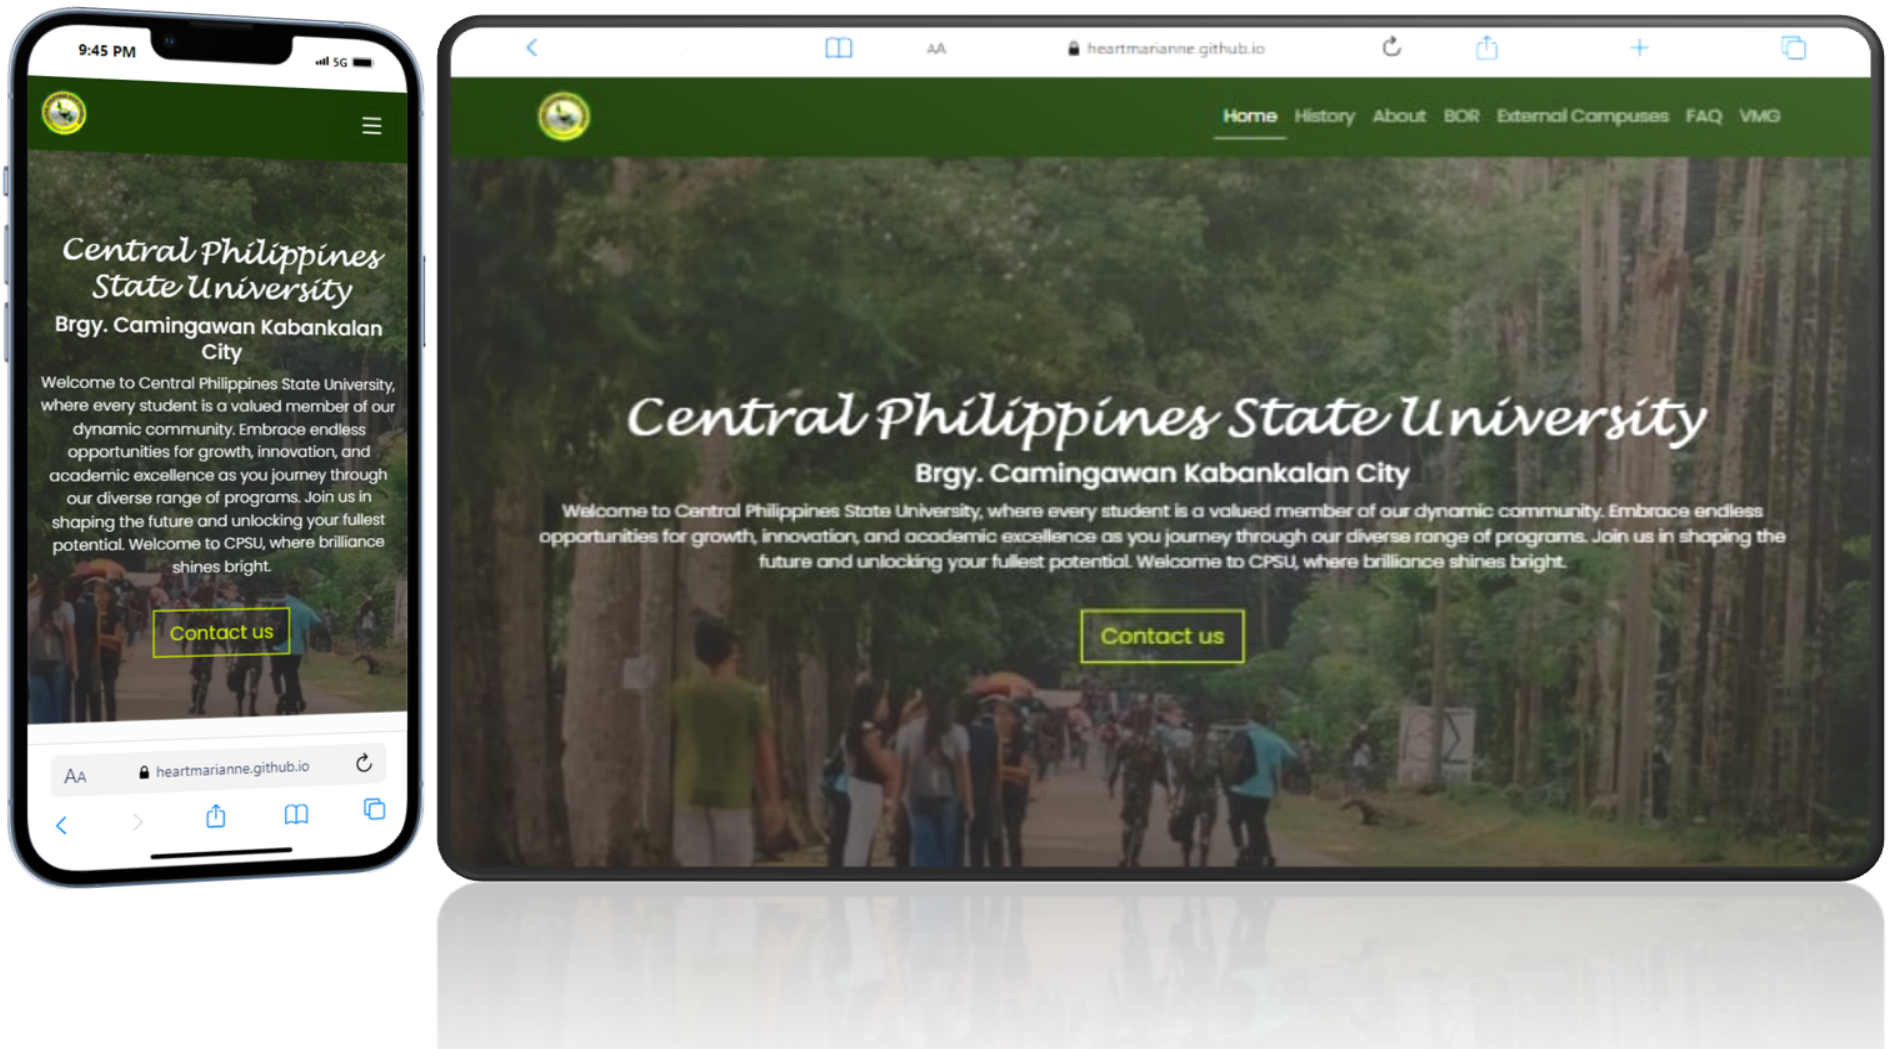 9:45 PM
5G
Central Philippines
State University
Brgy. Camingawan Kabankalan
City
Welcome to Central Philippines State University,
where every student is a valued member of our
dynamic community. Embrace endless
opportunities for growth, innovation, and
academic excellence as you journey through
our diverse range of programs. Join us in
shaping the future and unlocking your fullest
potential. Welcome to CPSU, where brilliance
shines bright.
Contact us
AA heartmarianne.github.io
AA heartmarianne.github.io
Home History About BOR External Campuses FAQ VMG
Central Philippines State University
Brgy. Camingawan Kabankalan City
Welcome to Central Philippines State University, where every student is a valued member of our dynamic community. Embrace endless
opportunities for growth, innovation, and academic excellence as you journey through our diverse range of programs. Join us in shaping the
future and unlocking your fullest potential. Welcome to CPSU, where brilliance shines bright.
Contact us